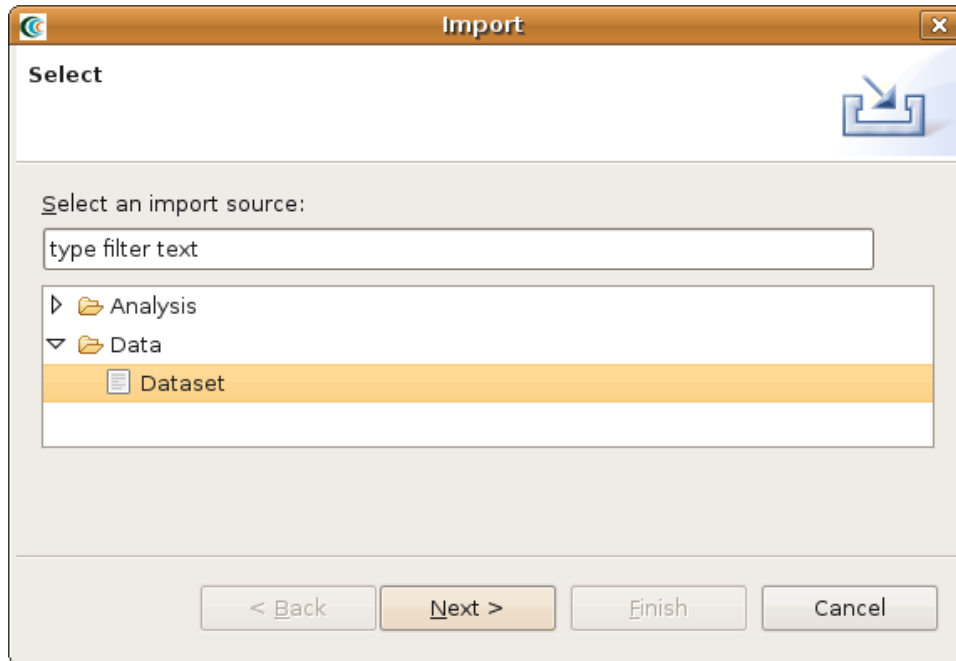 Import
Select
Select an import source:
type filter text
Analysis
Data
Dataset
< Back Next > Finish Cancel